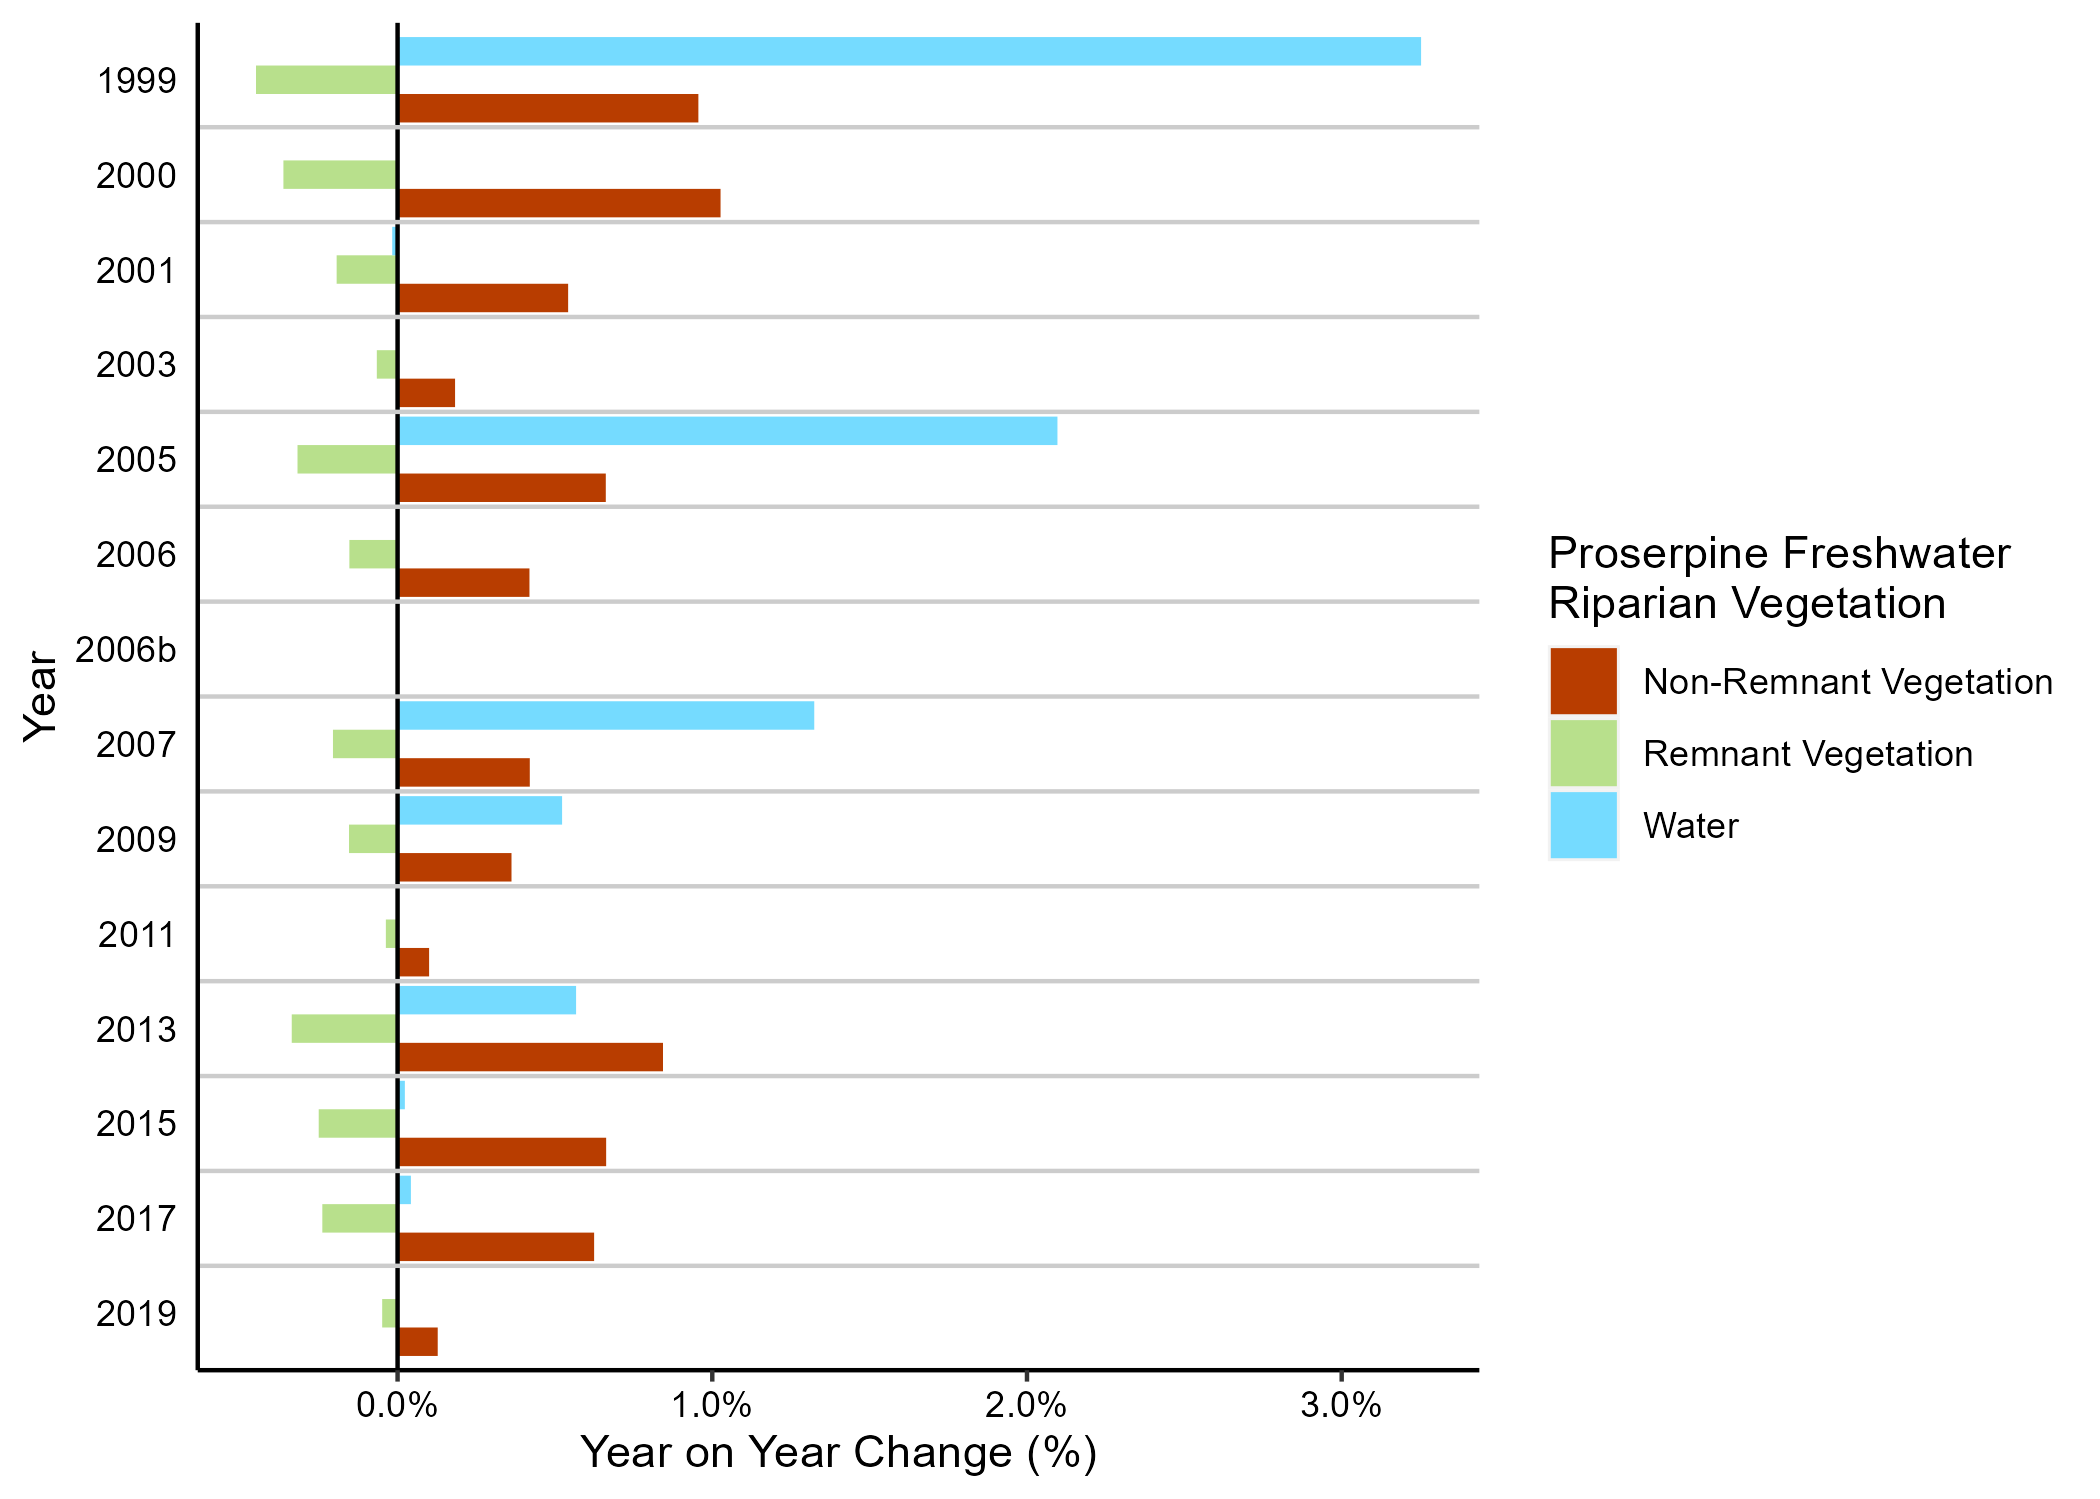 1999
2000
2001
2003
2005
2006
2006b
2007
2009
2011
2013
2015
2017
2019
Year
0.0% 1.0% 2.0% 3.0%
Year on Year Change (%)
Proserpine Freshwater
Riparian Vegetation
Non-Remnant Vegetation
Remnant Vegetation
Water